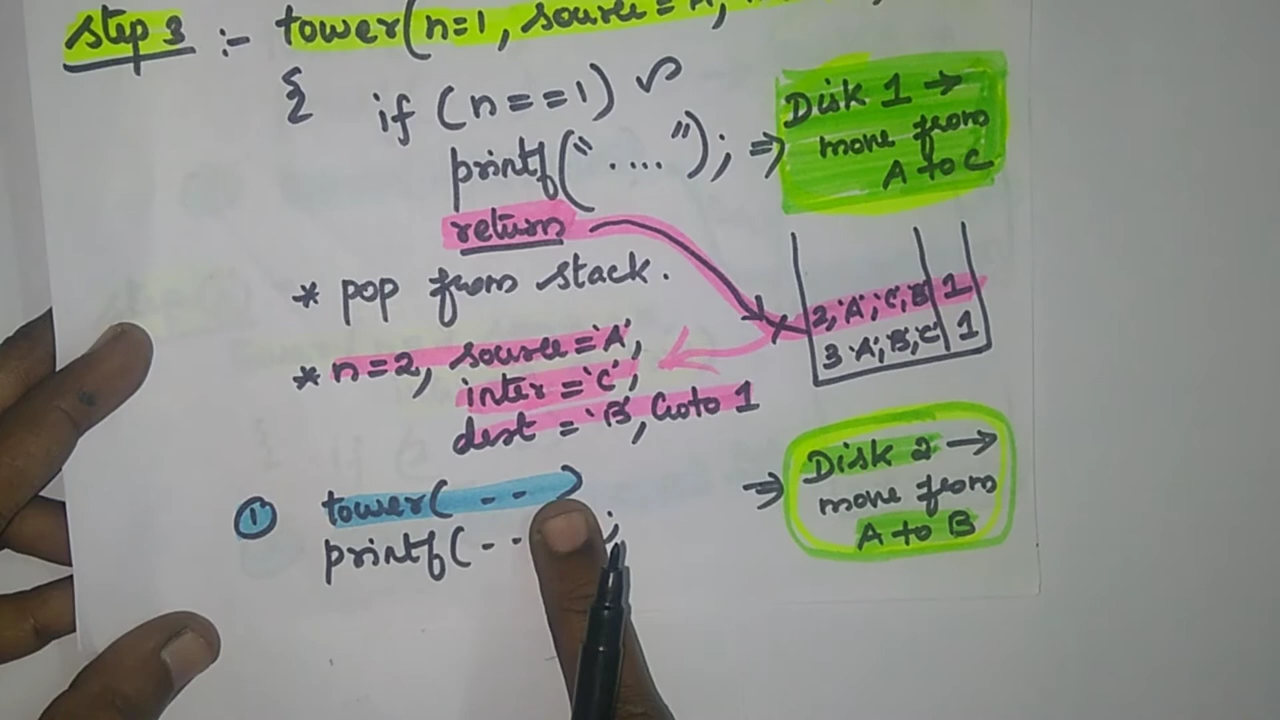 step 3 :- tower(n=1, source = 'A',
{ if (n==1)
printf("....");
⇒ Disk 1 →
move from
A to C
return
* pop from stack.
2, 'A', 'C', 'B' 1
3 'A', 'B', 'C' 1
* n=2, source = 'A',
inter = 'C',
dest = 'B', Goto 1
① tower( - - )
printf( - - ;
⇒ Disk 2 →
move from
A to B